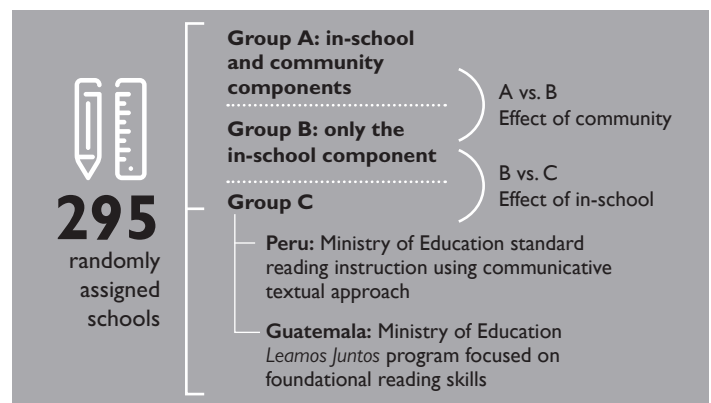 295
randomly
assigned
schools
Group A: in-school
and community
components
Group B: only the
in-school component
Group C
Peru: Ministry of Education standard
reading instruction using communicative
textual approach
Guatemala: Ministry of Education
Leamos Juntos program focused on
foundational reading skills
A vs. B
Effect of community
B vs. C
Effect of in-school